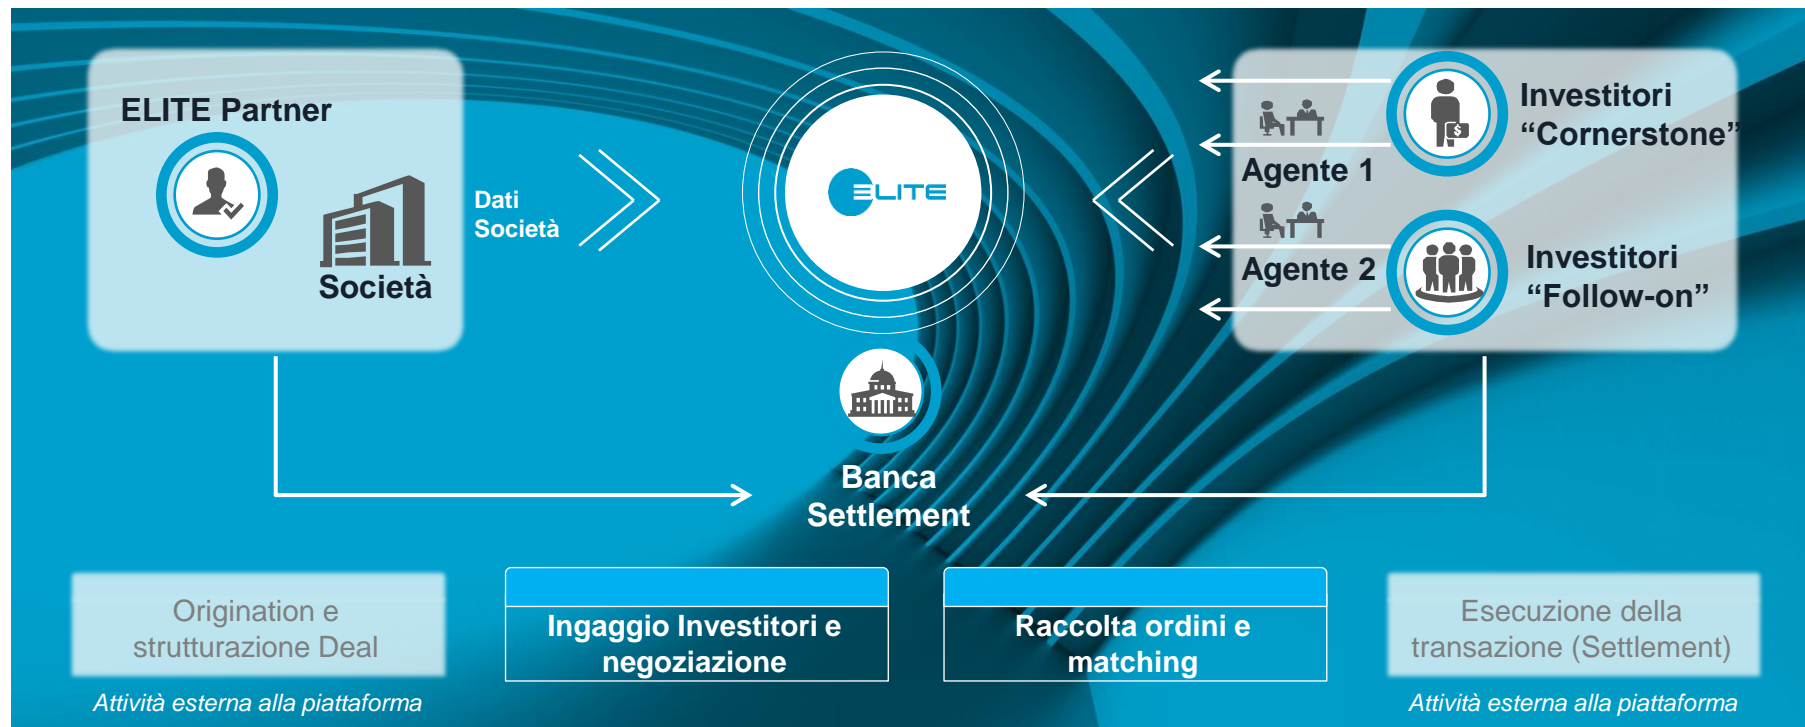 ELITE Partner
Società
Dati
Società
ELITE
Investitori
“Cornerstone”
Agente 1
Agente 2
Investitori
“Follow-on”
$
Banca
Settlement
Origination e
strutturazione Deal
Attività esterna alla piattaforma
Ingaggio Investitori e
negoziazione
Raccolta ordini e
matching
Esecuzione della
transazione (Settlement)
Attività esterna alla piattaforma